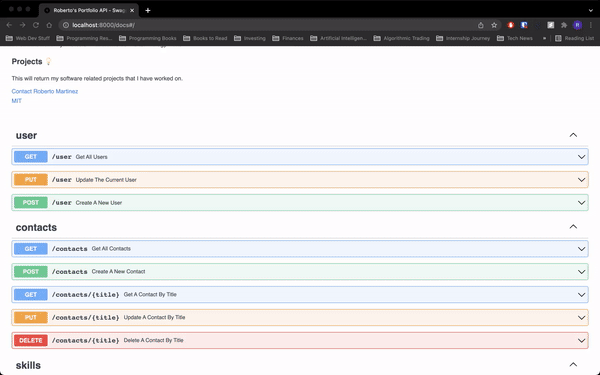 Roberto's Portfolio API - Swag
localhost:8000/docs#/
Web Dev Stuff Programming Res... Programming Books Books to Read Investing Finances Artificial Intelligen... Algorithmic Trading Internship Journey Tech News » Reading List
Projects 💡
This will return my software related projects that I have worked on.
Contact Roberto Martinez
MIT
user
GET /user Get All Users
PUT /user Update The Current User
POST /user Create A New User
contacts
GET /contacts Get All Contacts
POST /contacts Create A New Contact
GET /contacts/{title} Get A Contact By Title
PUT /contacts/{title} Update A Contact By Title
DELETE /contacts/{title} Delete A Contact By Title
skills